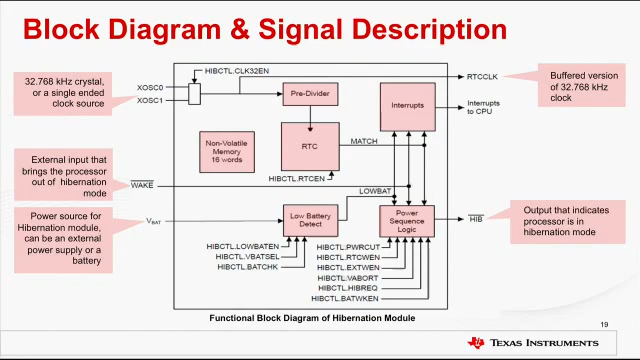 Block Diagram & Signal Description
32.768 kHz crystal,
or a single ended
clock source
External input that
brings the processor
out of hibernation
mode
Power source for
Hibernation module,
can be an external
power supply or a
battery
HIBCTL.CLK32EN
XOSC0
XOSC1
Pre-Divider
RTC
Non-Volatile
Memory
16 words
HIBCTL.RTCEN
MATCH
Interrupts
RTCCLK
Interrupts
to CPU
WAKE
LOWBAT
VBAT
Low Battery
Detect
Power
Sequence
Logic
HIB
HIBCTL.LOWBATEN
HIBCTL.VBATSEL
HIBCTL.BATCHK
HIBCTL.PWRCUT
HIBCTL.RTCWEN
HIBCTL.EXTWEN
HIBCTL.VABORT
HIBCTL.HIBREQ
HIBCTL.BATWKEN
Buffered version
of 32.768 kHz
clock
Output that indicates
processor is in
hibernation mode
Functional Block Diagram of Hibernation Module
19
TEXAS INSTRUMENTS